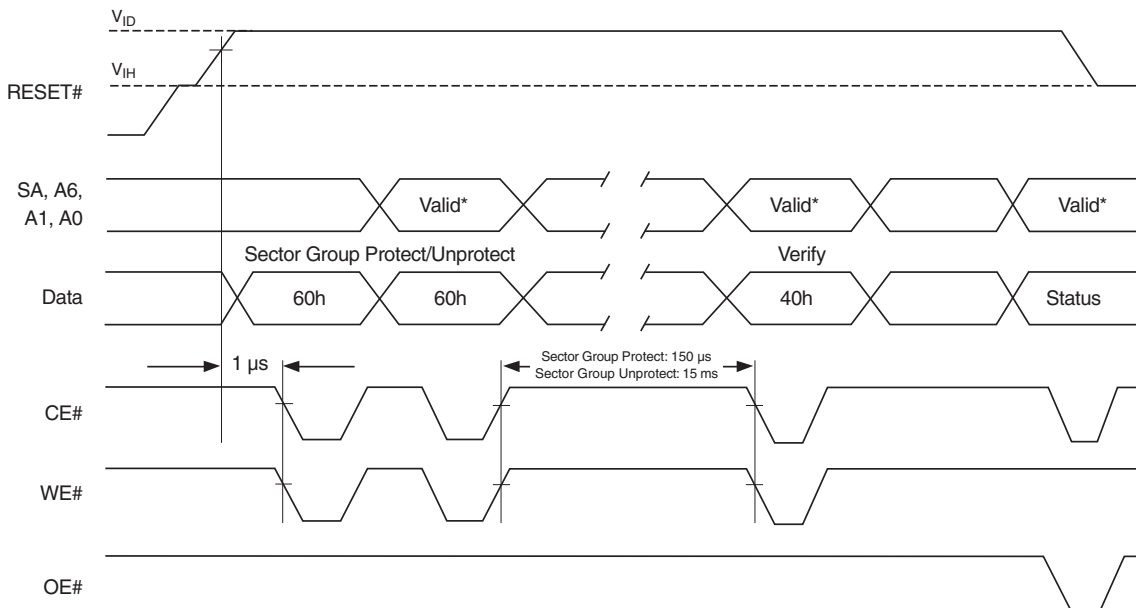 VID
VIH
RESET#
SA, A6,
A1, A0
Valid*
Valid*
Valid*
Sector Group Protect/Unprotect
Verify
Data
60h
60h
40h
Status
1 µs
Sector Group Protect: 150 µs
Sector Group Unprotect: 15 ms
CE#
WE#
OE#